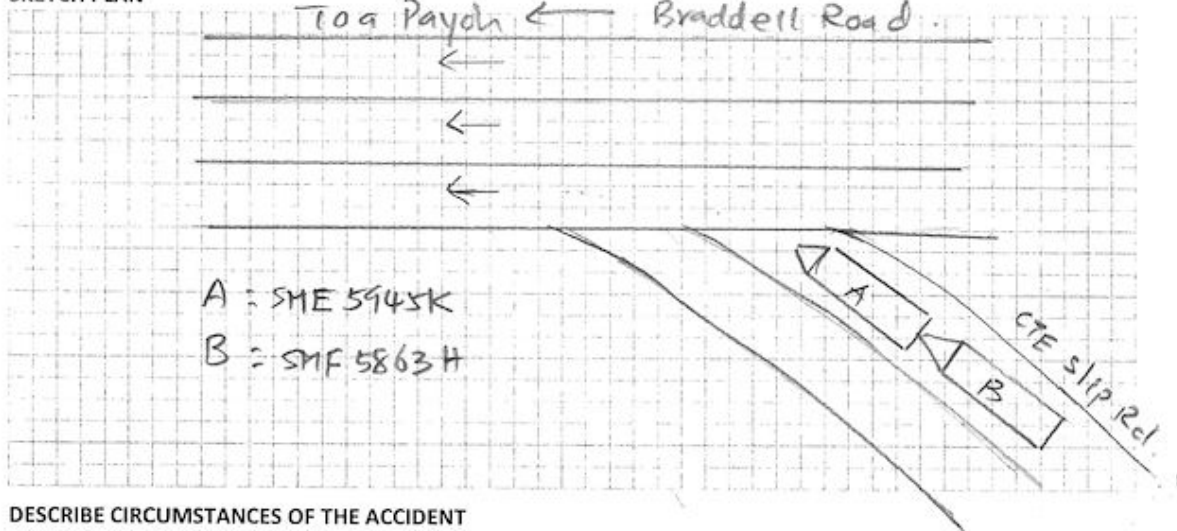 SKETCH PLAN
Toa Payoh ← Braddell Road.
A : SME 5945K
B : SMF 5863H
A
B
CTE Slip Rd.
DESCRIBE CIRCUMSTANCES OF THE ACCIDENT